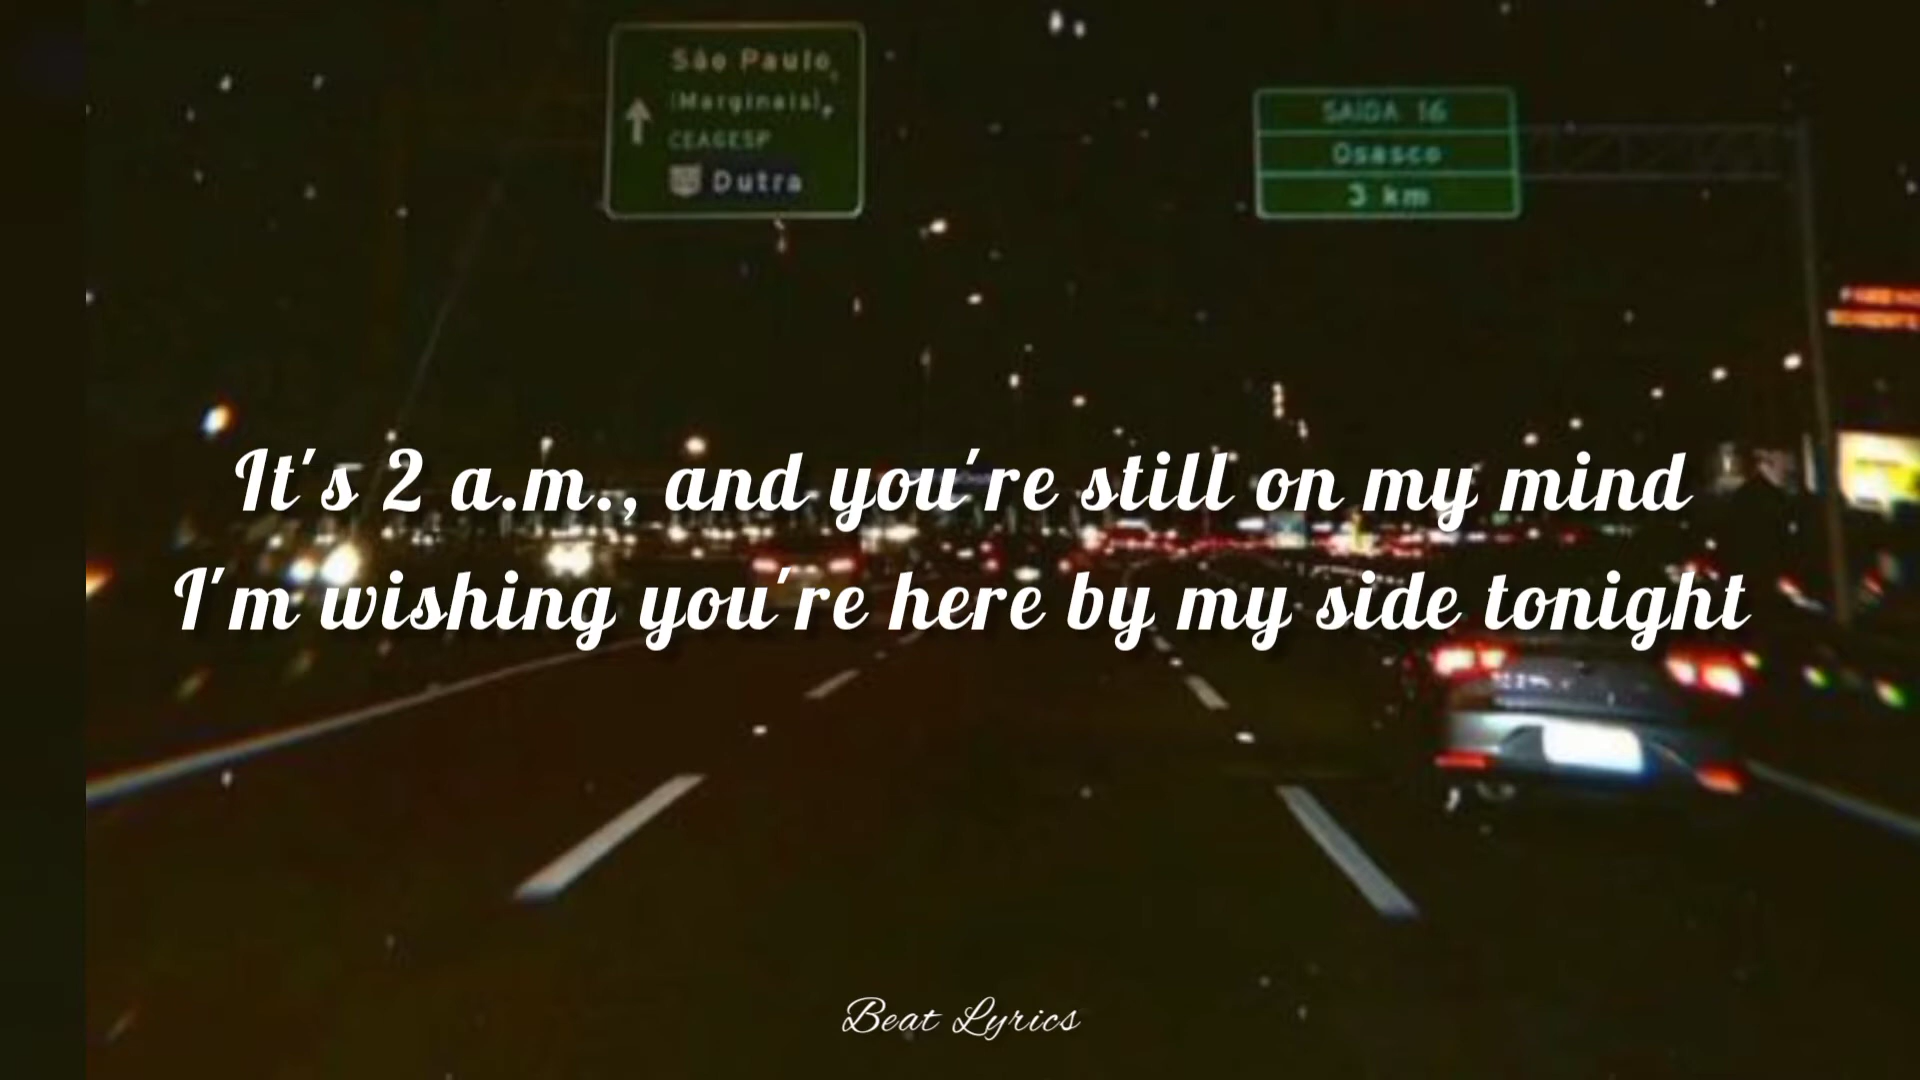 São Paulo,
(Marginais),
CEAGESP
Dutra
SAÍDA 16
Osasco
3 km
It's 2 a.m., and you're still on my mind
I'm wishing you're here by my side tonight
Beat Lyrics